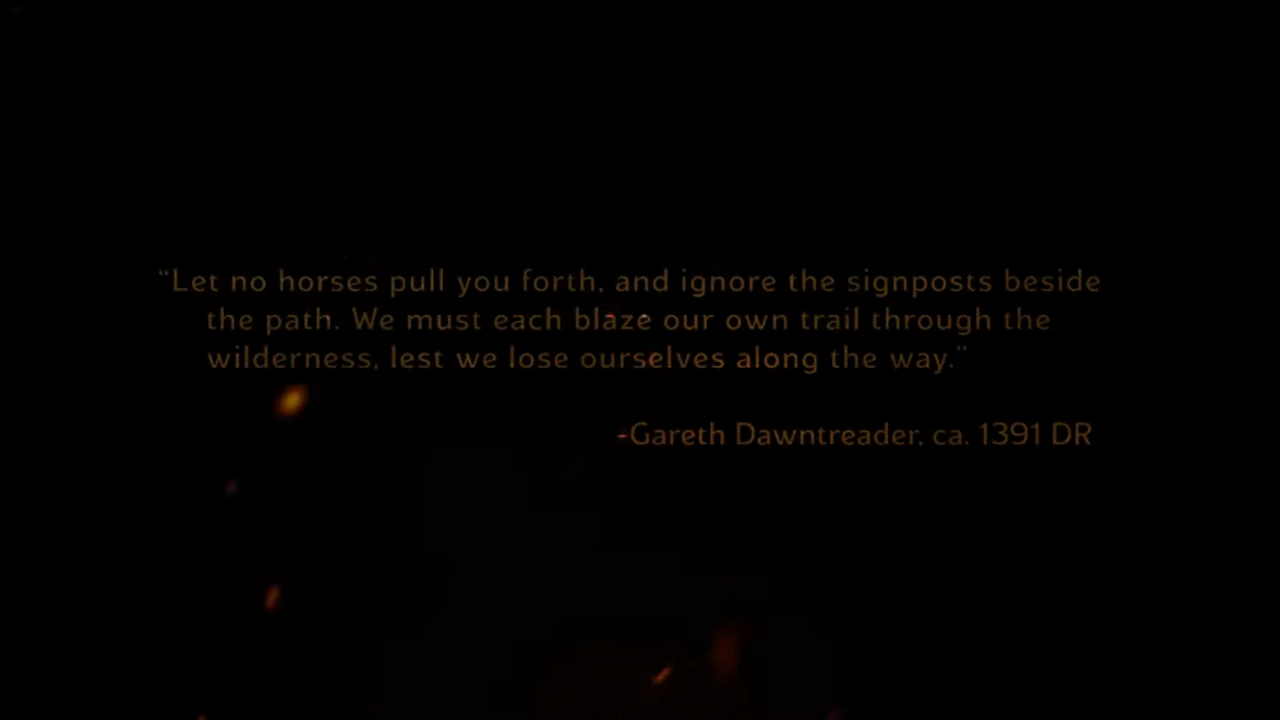 “Let no horses pull you forth, and ignore the signposts beside
the path. We must each blaze our own trail through the
wilderness, lest we lose ourselves along the way.”
-Gareth Dawntreader, ca. 1391 DR